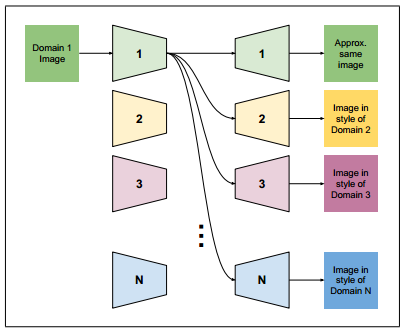 Domain 1
Image
1
1
Approx.
same
image
2
2
Image in
style of
Domain 2
3
3
Image in
style of
Domain 3
N
N
Image in
style of
Domain N